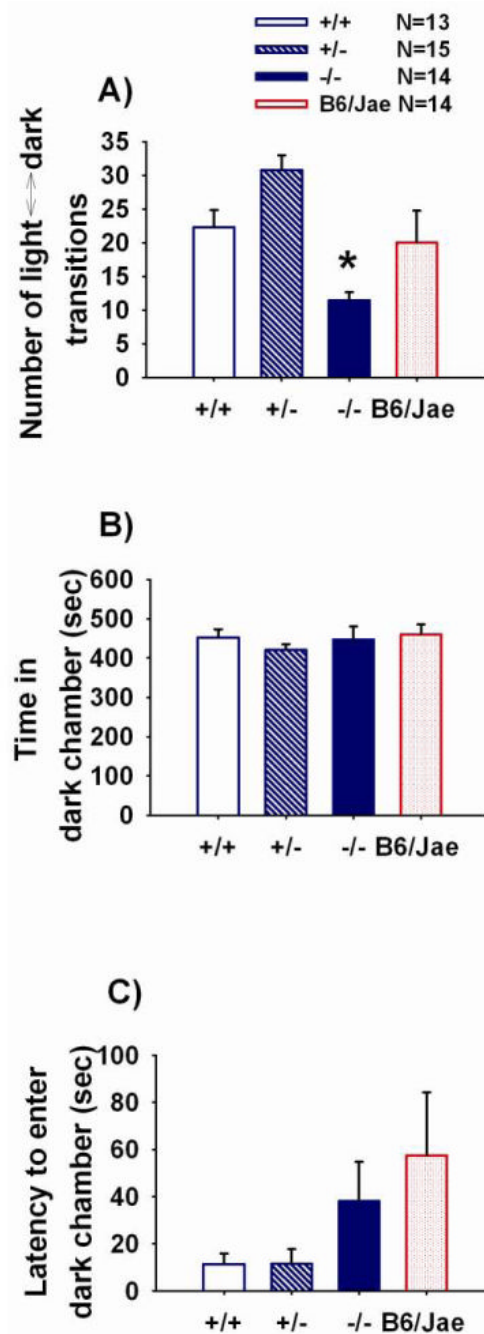 +/+ N=13
+/- N=15
-/- N=14
B6/Jae N=14
A)
Number of light<-->dark
transitions
35
30
25
20
15
10
5
0
*
+/+ +/- -/- B6/Jae
B)
Time in
dark chamber (sec)
600
500
400
300
200
100
0
+/+ +/- -/- B6/Jae
C)
Latency to enter
dark chamber (sec)
100
80
60
40
20
0
+/+ +/- -/- B6/Jae